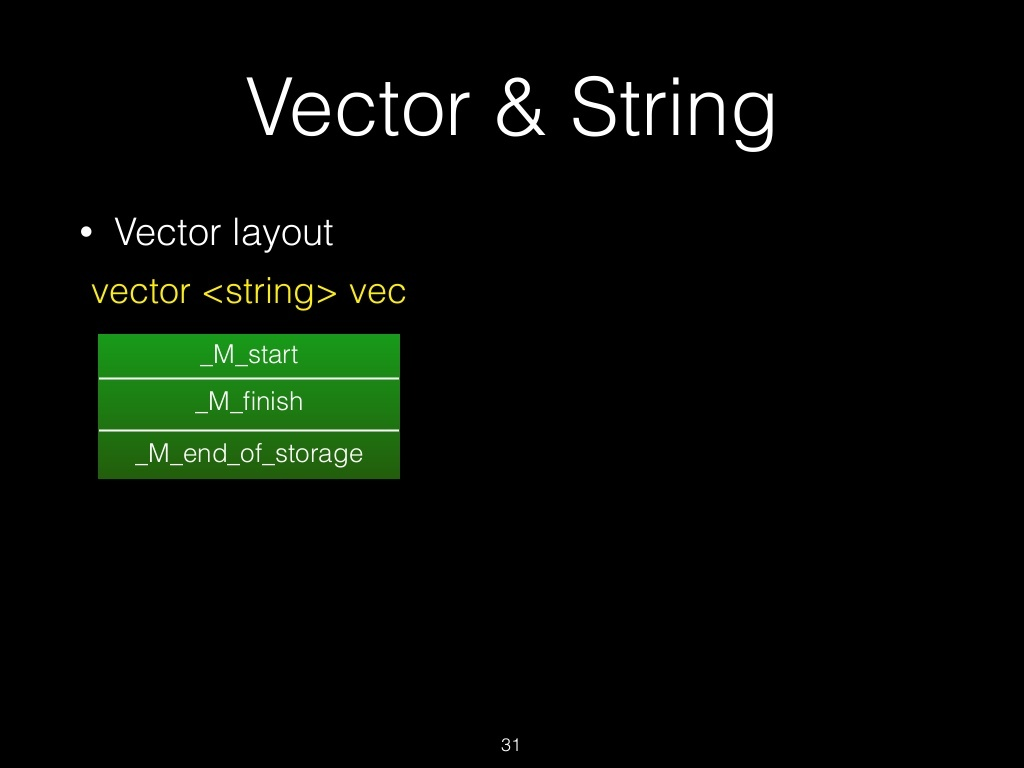 Vector & String
• Vector layout
vector <string> vec
_M_start
_M_finish
_M_end_of_storage
31